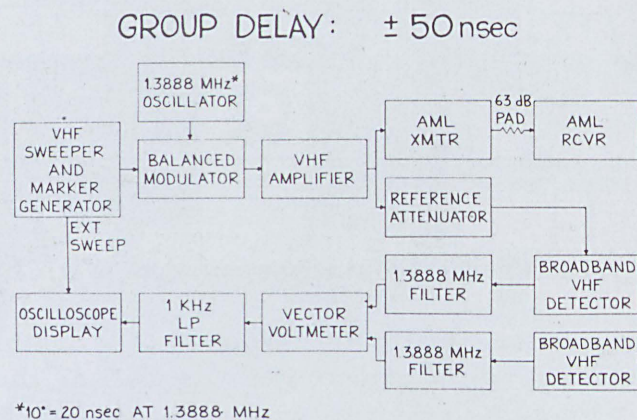 GROUP DELAY: ± 50 nsec
1.3888 MHz*
OSCILLATOR
63 dB
PAD
VHF
SWEEPER
AND
MARKER
GENERATOR
BALANCED
MODULATOR
VHF
AMPLIFIER
AML
XMTR
AML
RCVR
REFERENCE
ATTENUATOR
EXT
SWEEP
OSCILLOSCOPE
DISPLAY
1 KHz
LP
FILTER
VECTOR
VOLTMETER
1.3888 MHz
FILTER
BROADBAND
VHF
DETECTOR
1.3888 MHz
FILTER
BROADBAND
VHF
DETECTOR
*10° = 20 nsec AT 1.3888 MHz